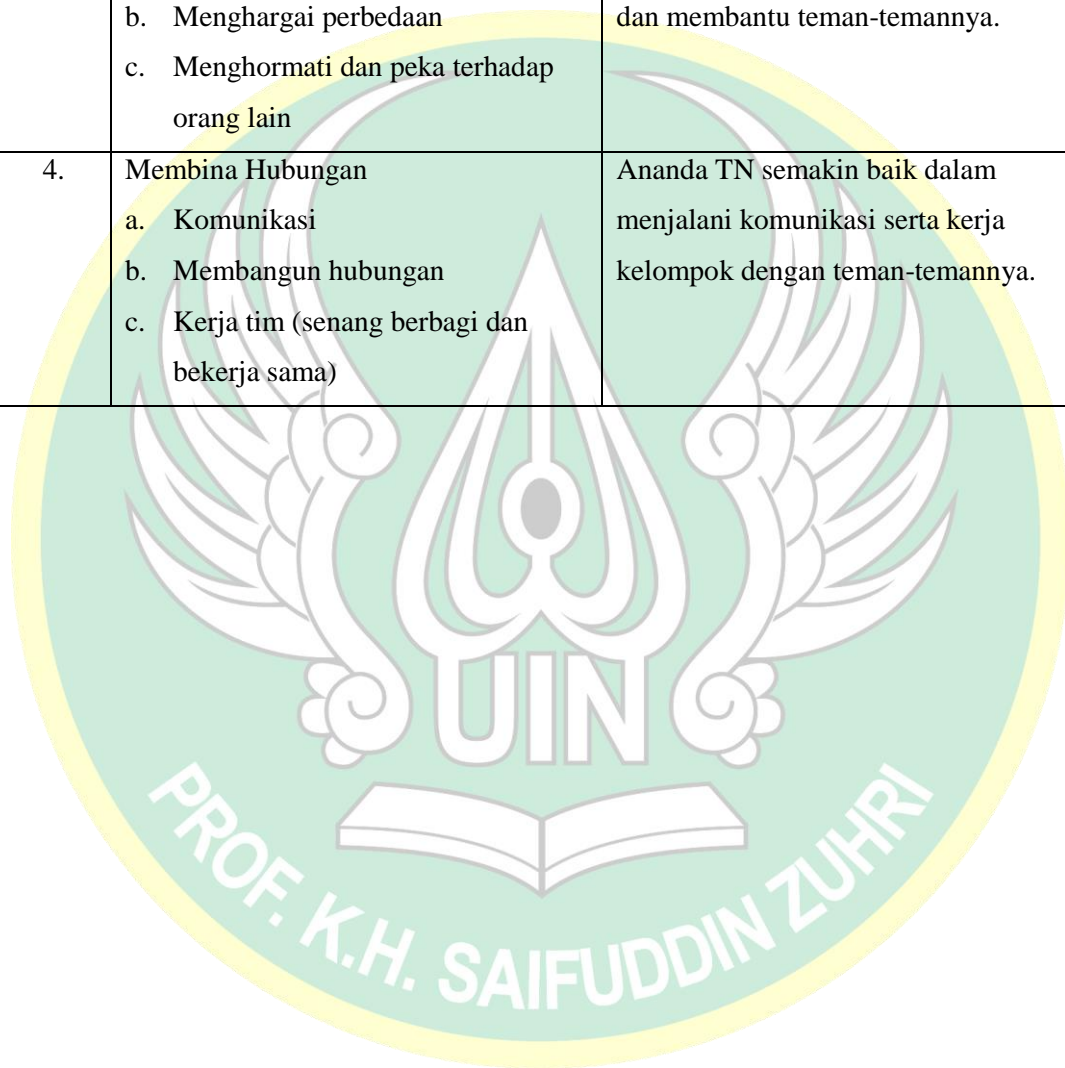 b. Menghargai perbedaan
c. Menghormati dan peka terhadap
orang lain
dan membantu teman-temannya.
4. Membina Hubungan
a. Komunikasi
b. Membangun hubungan
c. Kerja tim (senang berbagi dan
bekerja sama)
Ananda TN semakin baik dalam
menjalani komunikasi serta kerja
kelompok dengan teman-temannya.
UIN
PROF. K.H. SAIFUDDIN ZUHRI